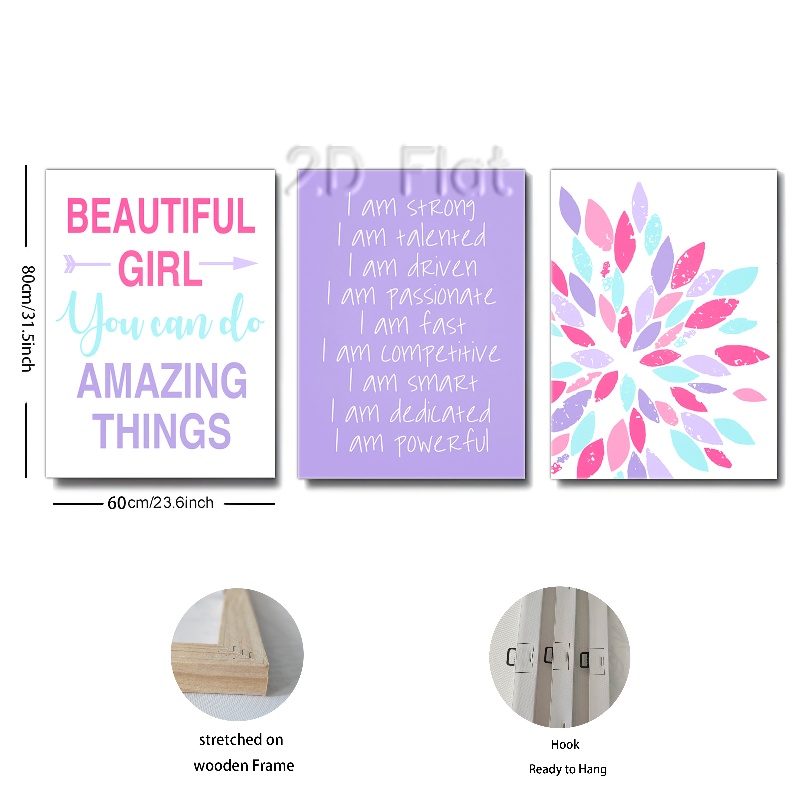 2D Flat
BEAUTIFUL
GIRL
You can do
AMAZING
THINGS
I am strong
I am talented
I am driven
I am passionate
I am fast
I am competitive
I am smart
I am dedicated
I am powerful
80cm/31.5inch
60cm/23.6inch
stretched on
wooden Frame
Hook
Ready to Hang